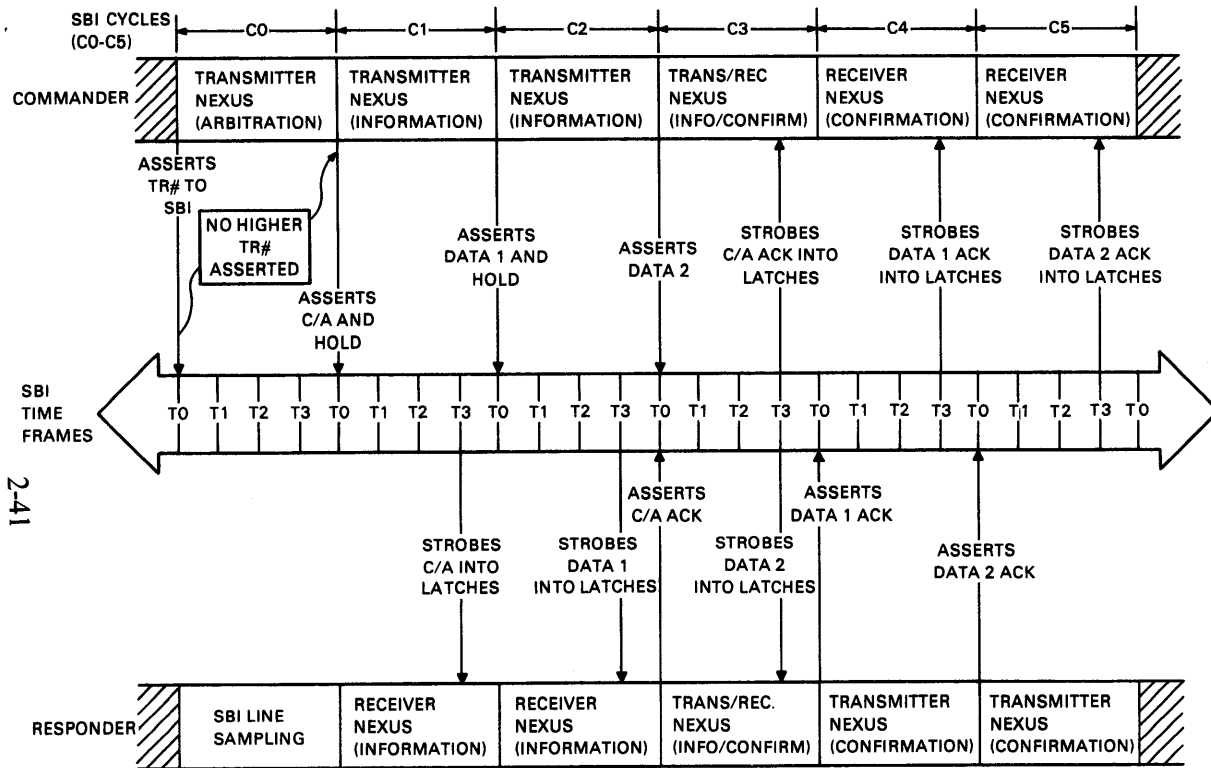 SBI CYCLES
(C0-C5)
C0 C1 C2 C3 C4 C5
COMMANDER
TRANSMITTER
NEXUS
(ARBITRATION)
TRANSMITTER
NEXUS
(INFORMATION)
TRANSMITTER
NEXUS
(INFORMATION)
TRANS/REC
NEXUS
(INFO/CONFIRM)
RECEIVER
NEXUS
(CONFIRMATION)
RECEIVER
NEXUS
(CONFIRMATION)
ASSERTS
TR# TO
SBI
NO HIGHER
TR#
ASSERTED
ASSERTS
C/A AND
HOLD
ASSERTS
DATA 1 AND
HOLD
ASSERTS
DATA 2
STROBES
C/A ACK INTO
LATCHES
STROBES
DATA 1 ACK
INTO LATCHES
STROBES
DATA 2 ACK
INTO LATCHES
SBI
TIME
FRAMES
T0 T1 T2 T3 T0 T1 T2 T3 T0 T1 T2 T3 T0 T1 T2 T3 T0 T1 T2 T3 T0 T1 T2 T3 T0
2-41
STROBES
C/A INTO
LATCHES
STROBES
DATA 1
INTO LATCHES
ASSERTS
C/A ACK
STROBES
DATA 2
INTO LATCHES
ASSERTS
DATA 1 ACK
ASSERTS
DATA 2 ACK
RESPONDER
SBI LINE
SAMPLING
RECEIVER
NEXUS
(INFORMATION)
RECEIVER
NEXUS
(INFORMATION)
TRANS/REC.
NEXUS
(INFO/CONFIRM)
TRANSMITTER
NEXUS
(CONFIRMATION)
TRANSMITTER
NEXUS
(CONFIRMATION)